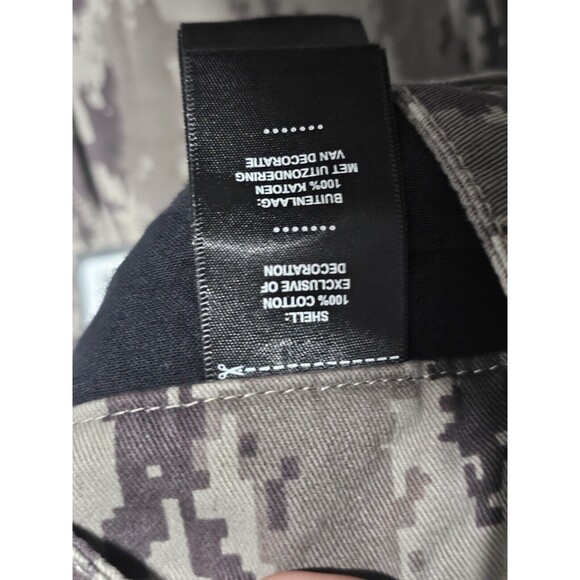 SHELL:
100% COTTON
EXCLUSIVE OF
DECORATION
BUITENLAAG:
100% KATOEN
MET UITZONDERING
VAN DECORATIE